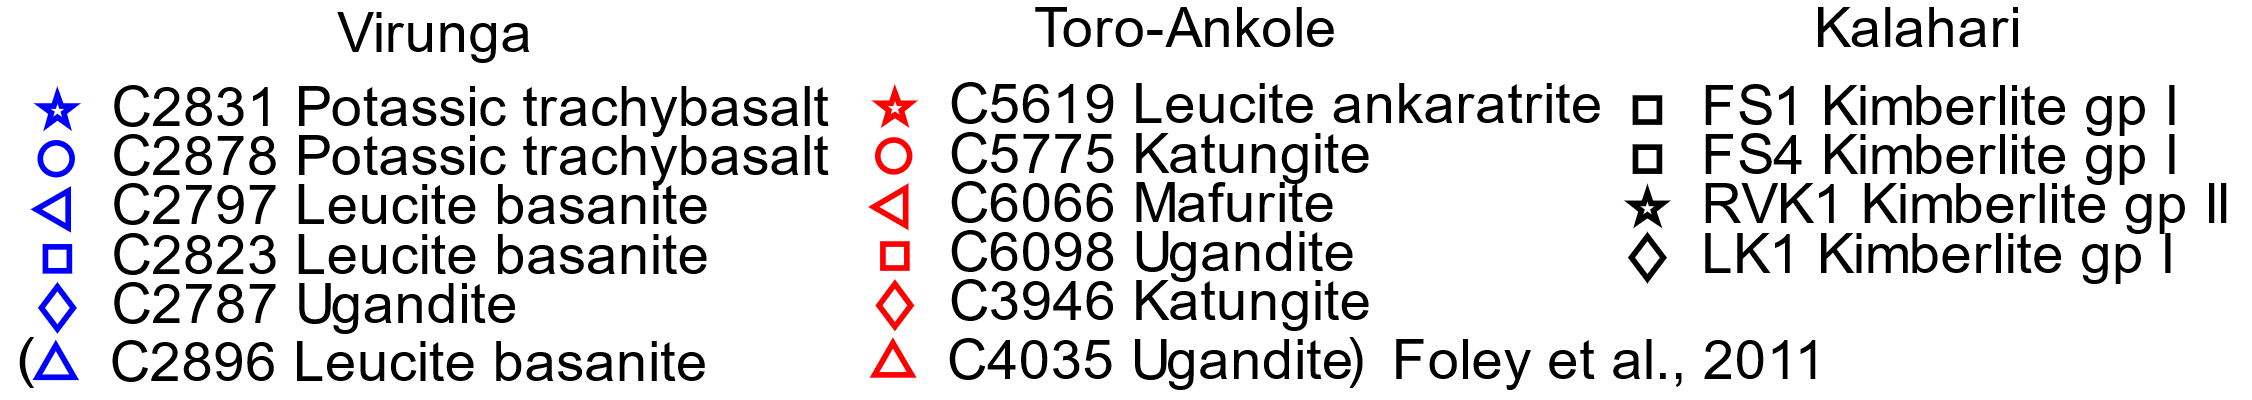 Virunga Toro-Ankole Kalahari
C2831 Potassic trachybasalt C5619 Leucite ankaratrite FS1 Kimberlite gp I
C2878 Potassic trachybasalt C5775 Katungite FS4 Kimberlite gp I
C2797 Leucite basanite C6066 Mafurite RVK1 Kimberlite gp II
C2823 Leucite basanite C6098 Ugandite LK1 Kimberlite gp I
C2787 Ugandite C3946 Katungite
( C2896 Leucite basanite C4035 Ugandite) Foley et al., 2011